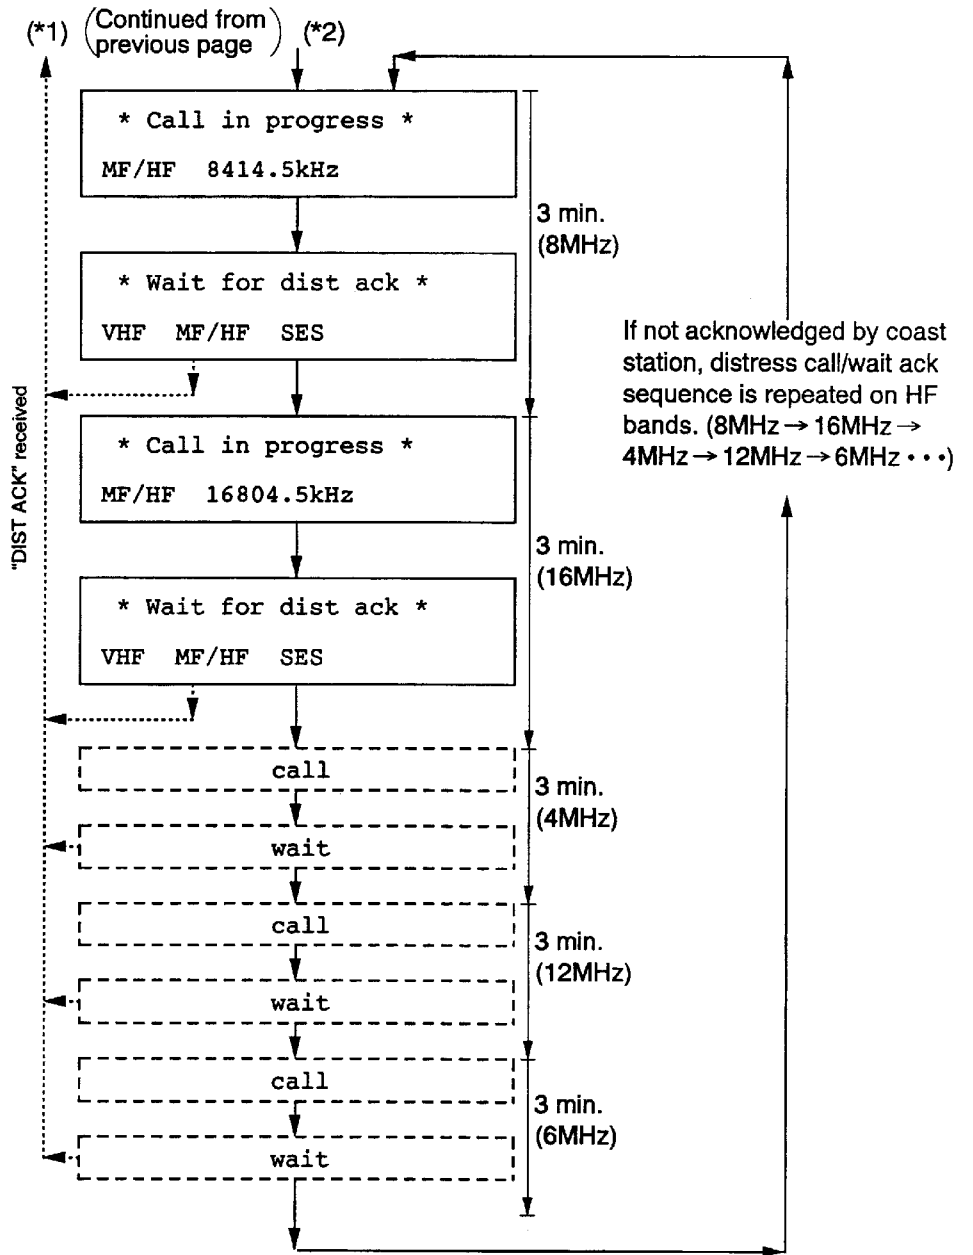 (*1) (Continued from previous page) (*2)
* Call in progress *
MF/HF 8414.5kHz
3 min.
(8MHz)
* Wait for dist ack *
VHF MF/HF SES
If not acknowledged by coast
station, distress call/wait ack
sequence is repeated on HF
bands. (8MHz→16MHz→
4MHz→12MHz→6MHz・・・)
"DIST ACK" received
* Call in progress *
MF/HF 16804.5kHz
3 min.
(16MHz)
* Wait for dist ack *
VHF MF/HF SES
call
3 min.
(4MHz)
wait
call
3 min.
(12MHz)
wait
call
3 min.
(6MHz)
wait